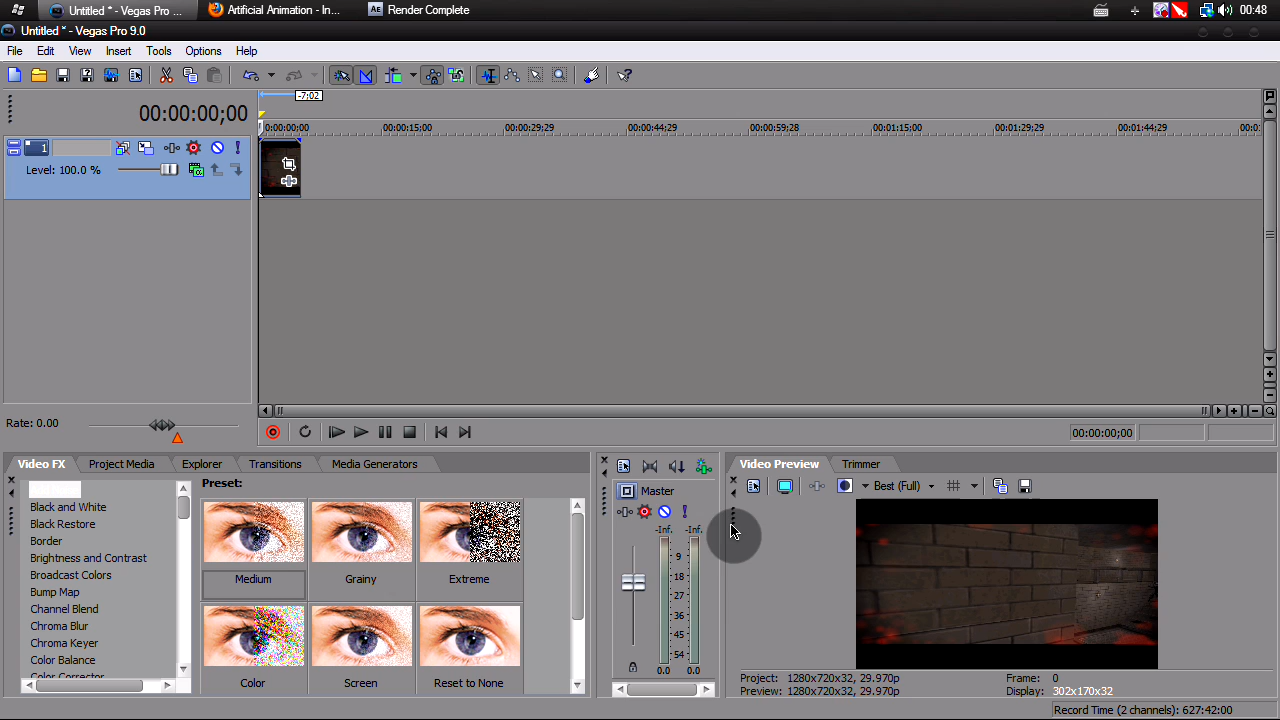 Untitled * - Vegas Pro ...
Artificial Animation - In...
Render Complete
00:48
Untitled * - Vegas Pro 9.0
File Edit View Insert Tools Options Help
-7:02
00:00:00;00
0:00:00;00 00:00:15;00 00:00:29;29 00:00:44;29 00:00:59;28 00:01:15;00 00:01:29;29 00:01:44;29 00:0
1
Level: 100.0 %
Rate: 0.00
00:00:00;00
Video FX Project Media Explorer Transitions Media Generators
Black and White
Black Restore
Border
Brightness and Contrast
Broadcast Colors
Bump Map
Channel Blend
Chroma Blur
Chroma Keyer
Color Balance
Color Corrector
Preset:
Medium Grainy Extreme
Color Screen Reset to None
Master
-Inf. -Inf.
9
18
27
36
45
54
0.0 0.0
Video Preview Trimmer
Best (Full)
Project: 1280x720x32, 29.970p Frame: 0
Preview: 1280x720x32, 29.970p Display: 302x170x32
Record Time (2 channels): 627:42:00